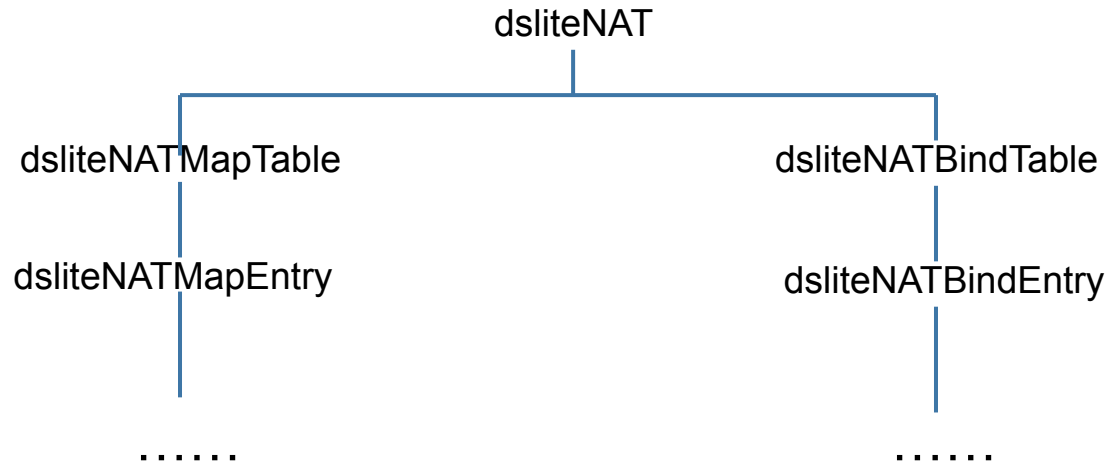 dsliteNAT
dsliteNATMapTable
dsliteNATBindTable
dsliteNATMapEntry
dsliteNATBindEntry
......
......